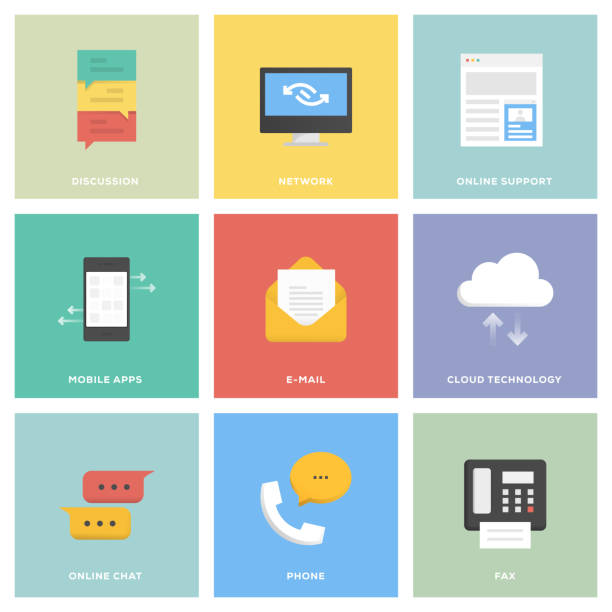 DISCUSSION
NETWORK
ONLINE SUPPORT
MOBILE APPS
E-MAIL
CLOUD TECHNOLOGY
ONLINE CHAT
PHONE
FAX